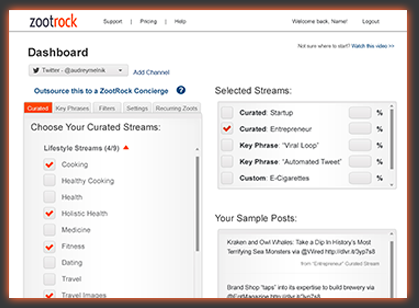 zootrock
Support | Pricing | Help
Welcome back, Name! Logout
Dashboard
Not sure where to start? Watch this video >>
Twitter - @audreymelnik
Add Channel
Outsource this to a ZootRock Concierge ?
Curated
Key Phrases
Filters
Settings
Recurring Zoots
Choose Your Curated Streams:
Lifestyle Streams (4/9)
Cooking
Healthy Cooking
Health
Holistic Health
Medicine
Fitness
Dating
Travel
Travel Images
Selected Streams:
Curated: Startup %
Curated: Entrepreneur %
Key Phrase: "Viral Loop" %
Key Phrase: "Automated Tweet" %
Custom: E-Cigarettes %
Your Sample Posts:
Kraken and Owl Whales: Take a Dip In History's Most
Terrifying Sea Monsters via @Wired http://dlvr.it/3yp7s8
from "Entrepreneur" Curated Stream
Brand Shop "taps" into its expertise to build brewery via